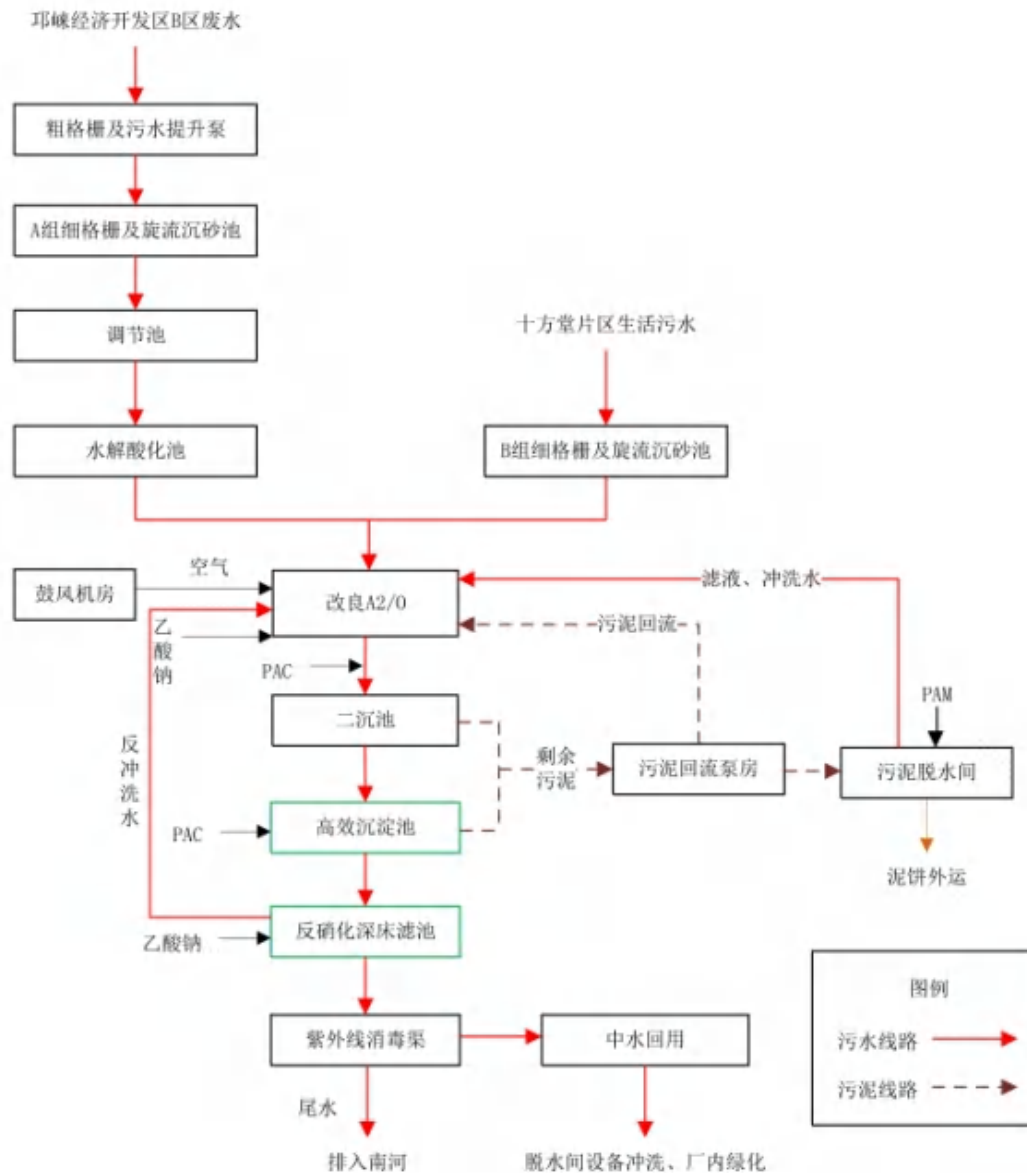 邛崃经济开发区B区废水
粗格栅及污水提升泵
A组细格栅及旋流沉砂池
调节池
十方堂片区生活污水
水解酸化池
B组细格栅及旋流沉砂池
空气
鼓风机房
改良A2/O
滤液、冲洗水
乙酸钠
污泥回流
PAC
PAM
二沉池
反冲洗水
剩余
污泥
污泥回流泵房
污泥脱水间
PAC
高效沉淀池
泥饼外运
乙酸钠
反硝化深床滤池
图例
紫外线消毒渠
中水回用
污水线路
污泥线路
尾水
排入南河
脱水间设备冲洗、厂内绿化